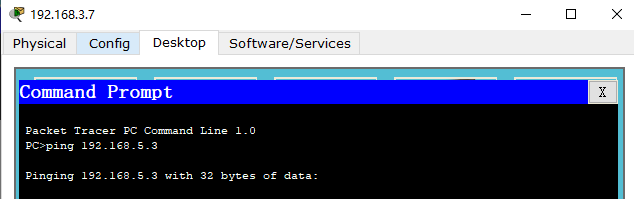 192.168.3.7
Physical Config Desktop Software/Services
Command Prompt X
Packet Tracer PC Command Line 1.0
PC>ping 192.168.5.3
Pinging 192.168.5.3 with 32 bytes of data: